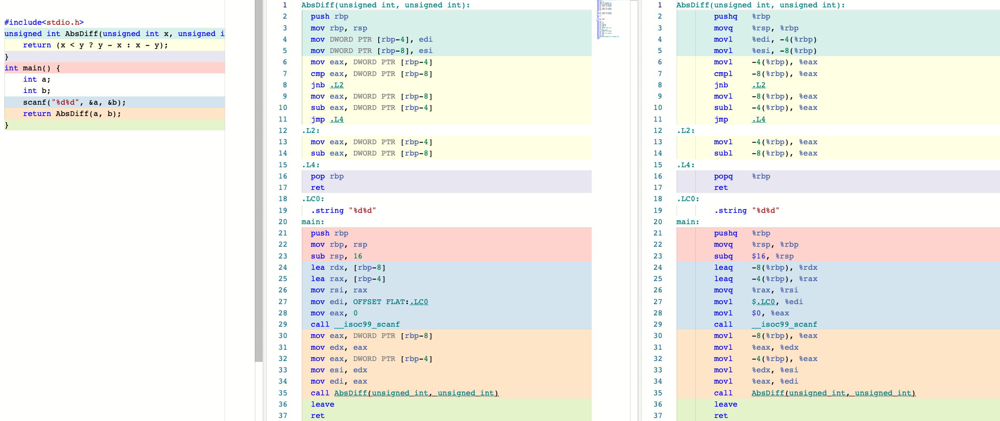 #include<stdio.h>
unsigned int AbsDiff(unsigned int x, unsigned i
    return (x < y ? y - x : x - y);
}
int main() {
    int a;
    int b;
    scanf("%d%d", &a, &b);
    return AbsDiff(a, b);
}
1 AbsDiff(unsigned int, unsigned int):
2   push rbp
3   mov rbp, rsp
4   mov DWORD PTR [rbp-4], edi
5   mov DWORD PTR [rbp-8], esi
6   mov eax, DWORD PTR [rbp-4]
7   cmp eax, DWORD PTR [rbp-8]
8   jnb .L2
9   mov eax, DWORD PTR [rbp-8]
10   sub eax, DWORD PTR [rbp-4]
11   jmp .L4
12 .L2:
13   mov eax, DWORD PTR [rbp-4]
14   sub eax, DWORD PTR [rbp-8]
15 .L4:
16   pop rbp
17   ret
18 .LC0:
19   .string "%d%d"
20 main:
21   push rbp
22   mov rbp, rsp
23   sub rsp, 16
24   lea rdx, [rbp-8]
25   lea rax, [rbp-4]
26   mov rsi, rax
27   mov edi, OFFSET FLAT:.LC0
28   mov eax, 0
29   call __isoc99_scanf
30   mov eax, DWORD PTR [rbp-8]
31   mov edx, eax
32   mov eax, DWORD PTR [rbp-4]
33   mov esi, edx
34   mov edi, eax
35   call AbsDiff(unsigned int, unsigned int)
36   leave
37   ret
1 AbsDiff(unsigned int, unsigned int):
2         pushq   %rbp
3         movq    %rsp, %rbp
4         movl    %edi, -4(%rbp)
5         movl    %esi, -8(%rbp)
6         movl    -4(%rbp), %eax
7         cmpl    -8(%rbp), %eax
8         jnb     .L2
9         movl    -8(%rbp), %eax
10         subl    -4(%rbp), %eax
11         jmp     .L4
12 .L2:
13         movl    -4(%rbp), %eax
14         subl    -8(%rbp), %eax
15 .L4:
16         popq    %rbp
17         ret
18 .LC0:
19         .string "%d%d"
20 main:
21         pushq   %rbp
22         movq    %rsp, %rbp
23         subq    $16, %rsp
24         leaq    -8(%rbp), %rdx
25         leaq    -4(%rbp), %rax
26         movq    %rax, %rsi
27         movl    $.LC0, %edi
28         movl    $0, %eax
29         call    __isoc99_scanf
30         movl    -8(%rbp), %eax
31         movl    %eax, %edx
32         movl    -4(%rbp), %eax
33         movl    %edx, %esi
34         movl    %eax, %edi
35         call    AbsDiff(unsigned int, unsigned int)
36         leave
37         ret